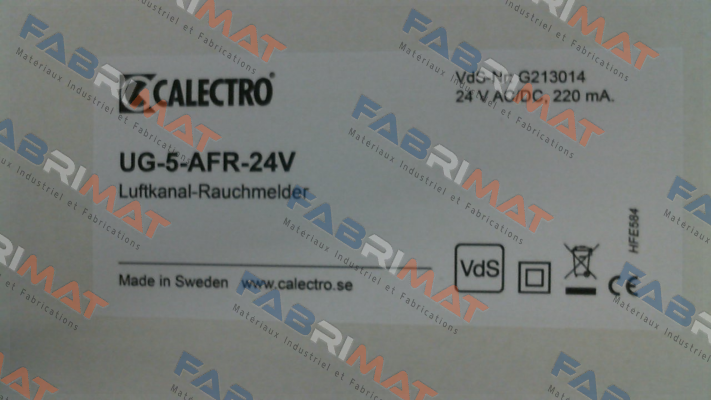 CALECTRO®
VdS-Nr. G213014
24 V AC/DC, 220 mA.
UG-5-AFR-24V
Luftkanal-Rauchmelder
HFE584
VdS
CE
Made in Sweden www.calectro.se
FABRIMAT
Materiaux Industriel et Fabrications